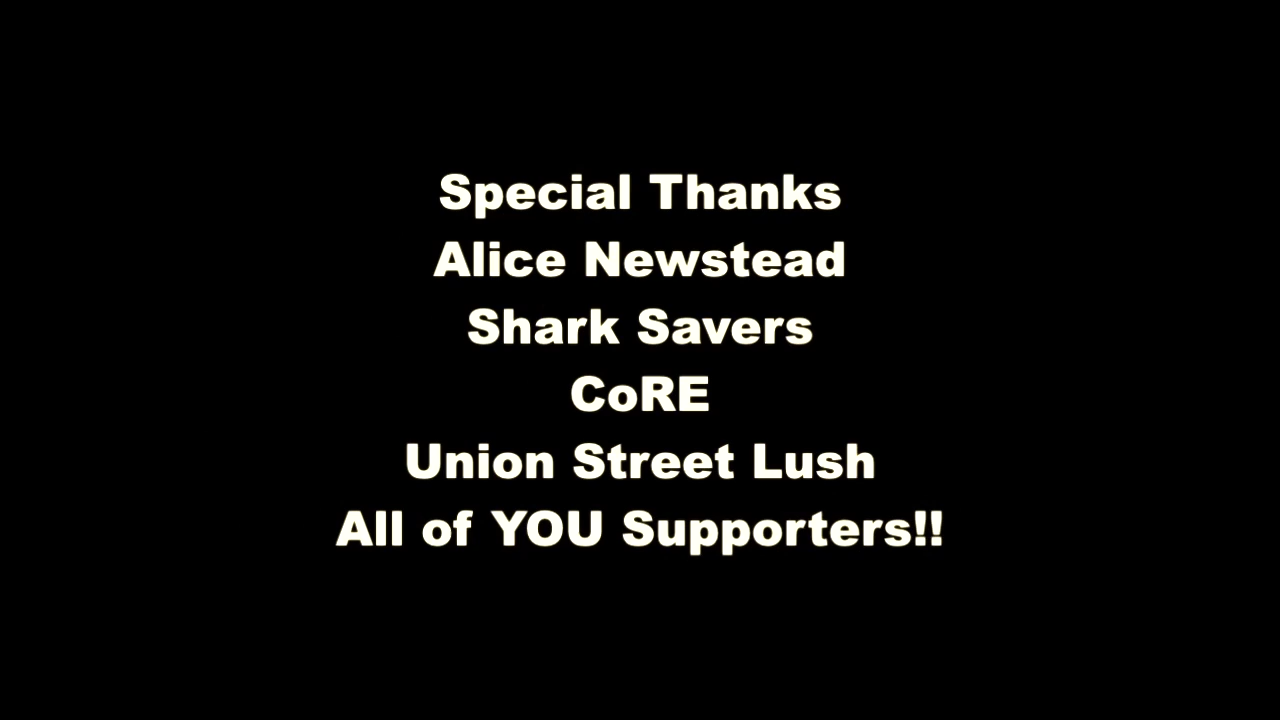 Special Thanks
Alice Newstead
Shark Savers
CoRE
Union Street Lush
All of YOU Supporters!!